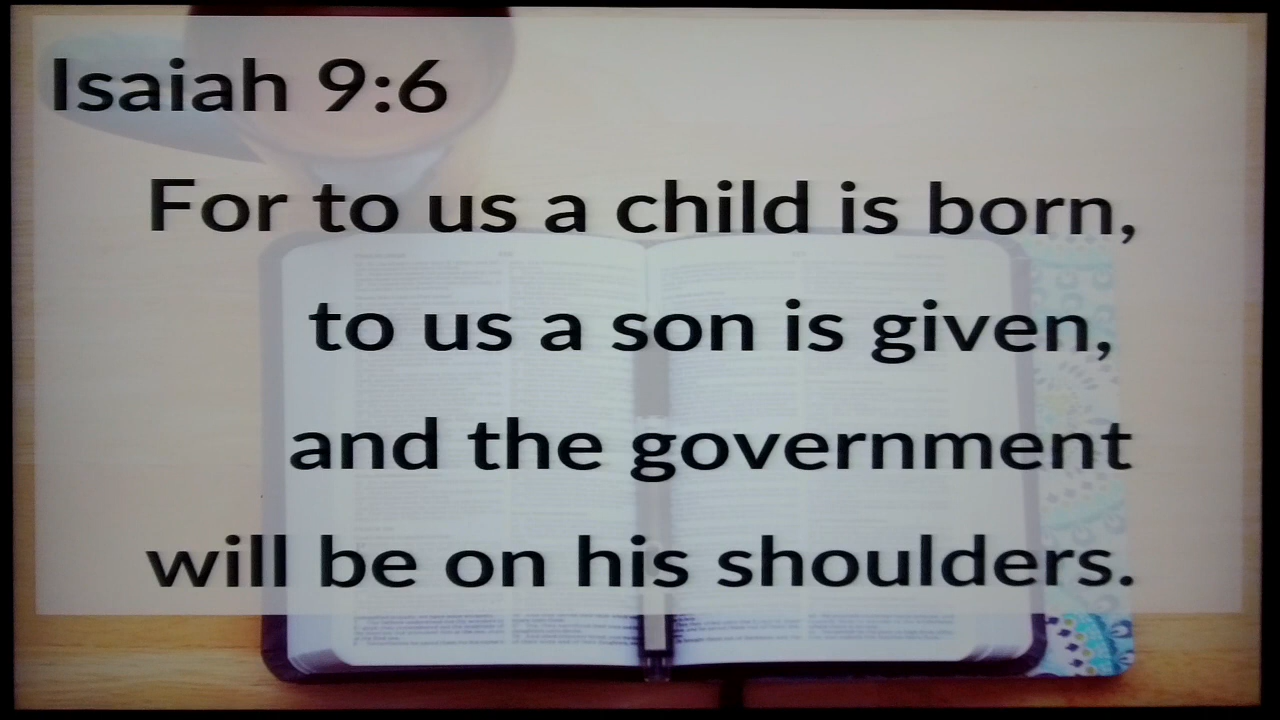 Isaiah 9:6
For to us a child is born,
to us a son is given,
and the government
will be on his shoulders.